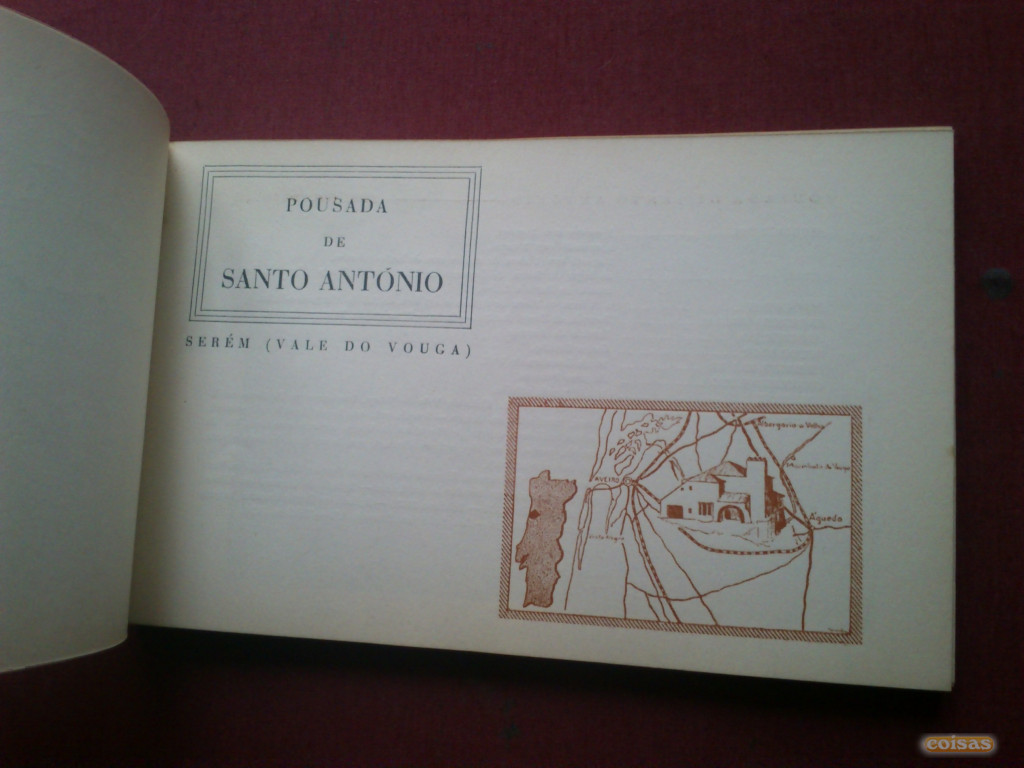 POUSADA
DE
SANTO ANTÓNIO
SERÉM (VALE DO VOUGA)
AVEIRO
Águeda
coisas